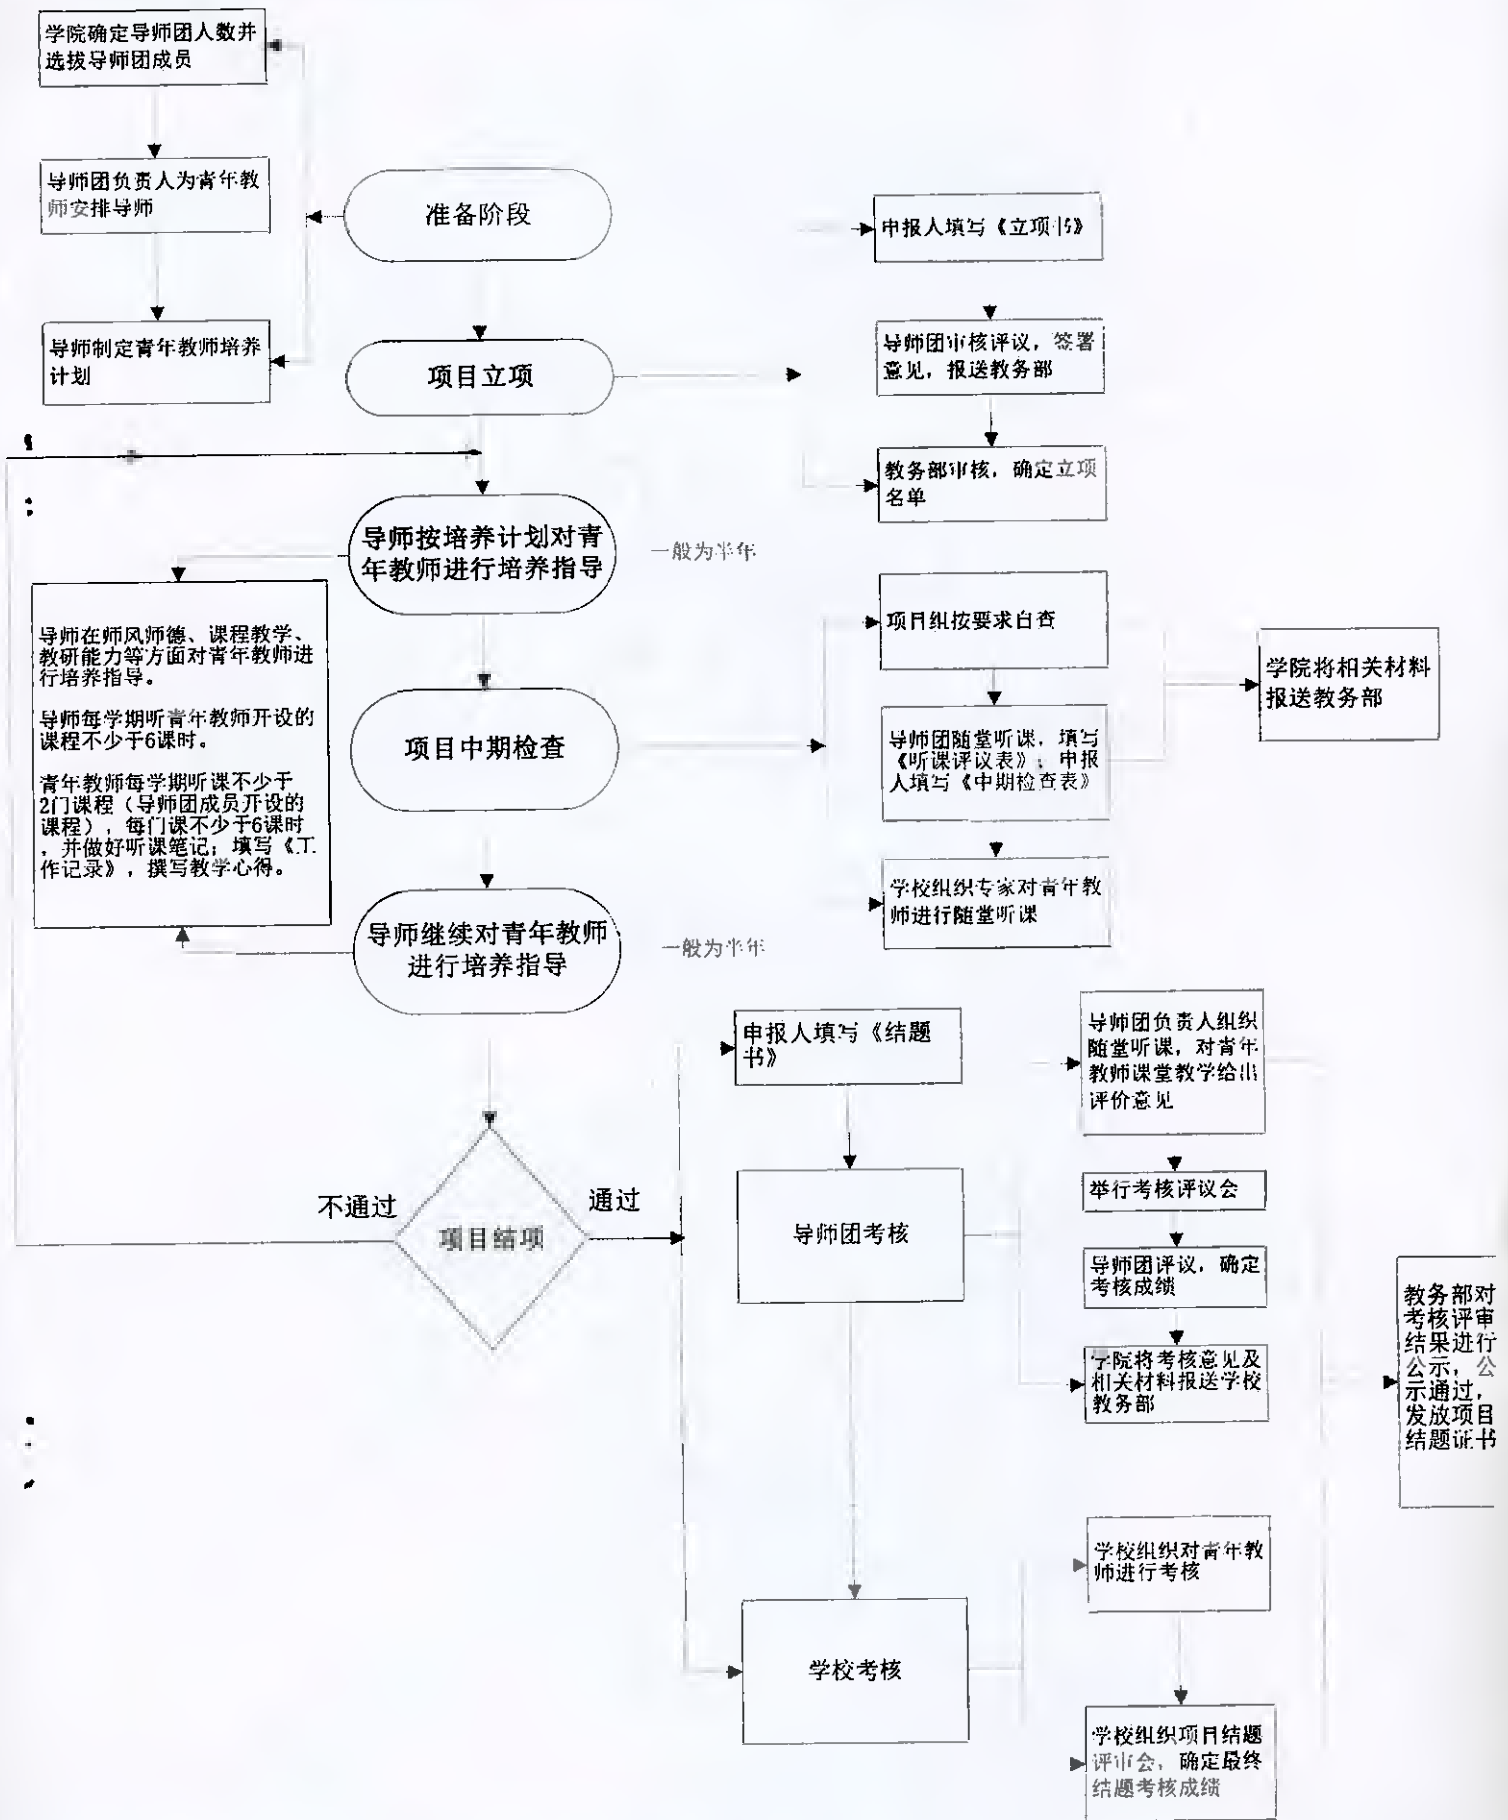 学院确定导师团人数并
选拔导师团成员
导师团负责人为青年教
师安排导师
导师制定青年教师培养
计划
准备阶段
项目立项
申报人填写《立项书》
导师团审核评议，签署
意见，报送教务部
教务部审核，确定立项
名单
导师按培养计划对青
年教师进行培养指导
一般为半年
导师在师风师德、课程教学、
教研能力等方面对青年教师进
行培养指导。
导师每学期听青年教师开设的
课程不少于6课时。
青年教师每学期听课不少于
2门课程（导师团成员开设的
课程），每门课不少于6课时
，并做好听课笔记；填写《工
作记录》，撰写教学心得。
项目中期检查
项目组按要求自查
导师团随堂听课，填写
《听课评议表》；申报
人填写《中期检查表》
学校组织专家对青年教
师进行随堂听课
学院将相关材料
报送教务部
导师继续对青年教师
进行培养指导
一般为半年
项目结项
不通过
通过
申报人填写《结题
书》
导师团考核
学校考核
导师团负责人组织
随堂听课，对青年
教师课堂教学给出
评价意见
举行考核评议会
导师团评议，确定
考核成绩
学院将考核意见及
相关材料报送学校
教务部
学校组织对青年教
师进行考核
学校组织项目结题
评审会，确定最终
结题考核成绩
教务部对
考核评审
结果进行
公示，公
示通过，
发放项目
结题证书